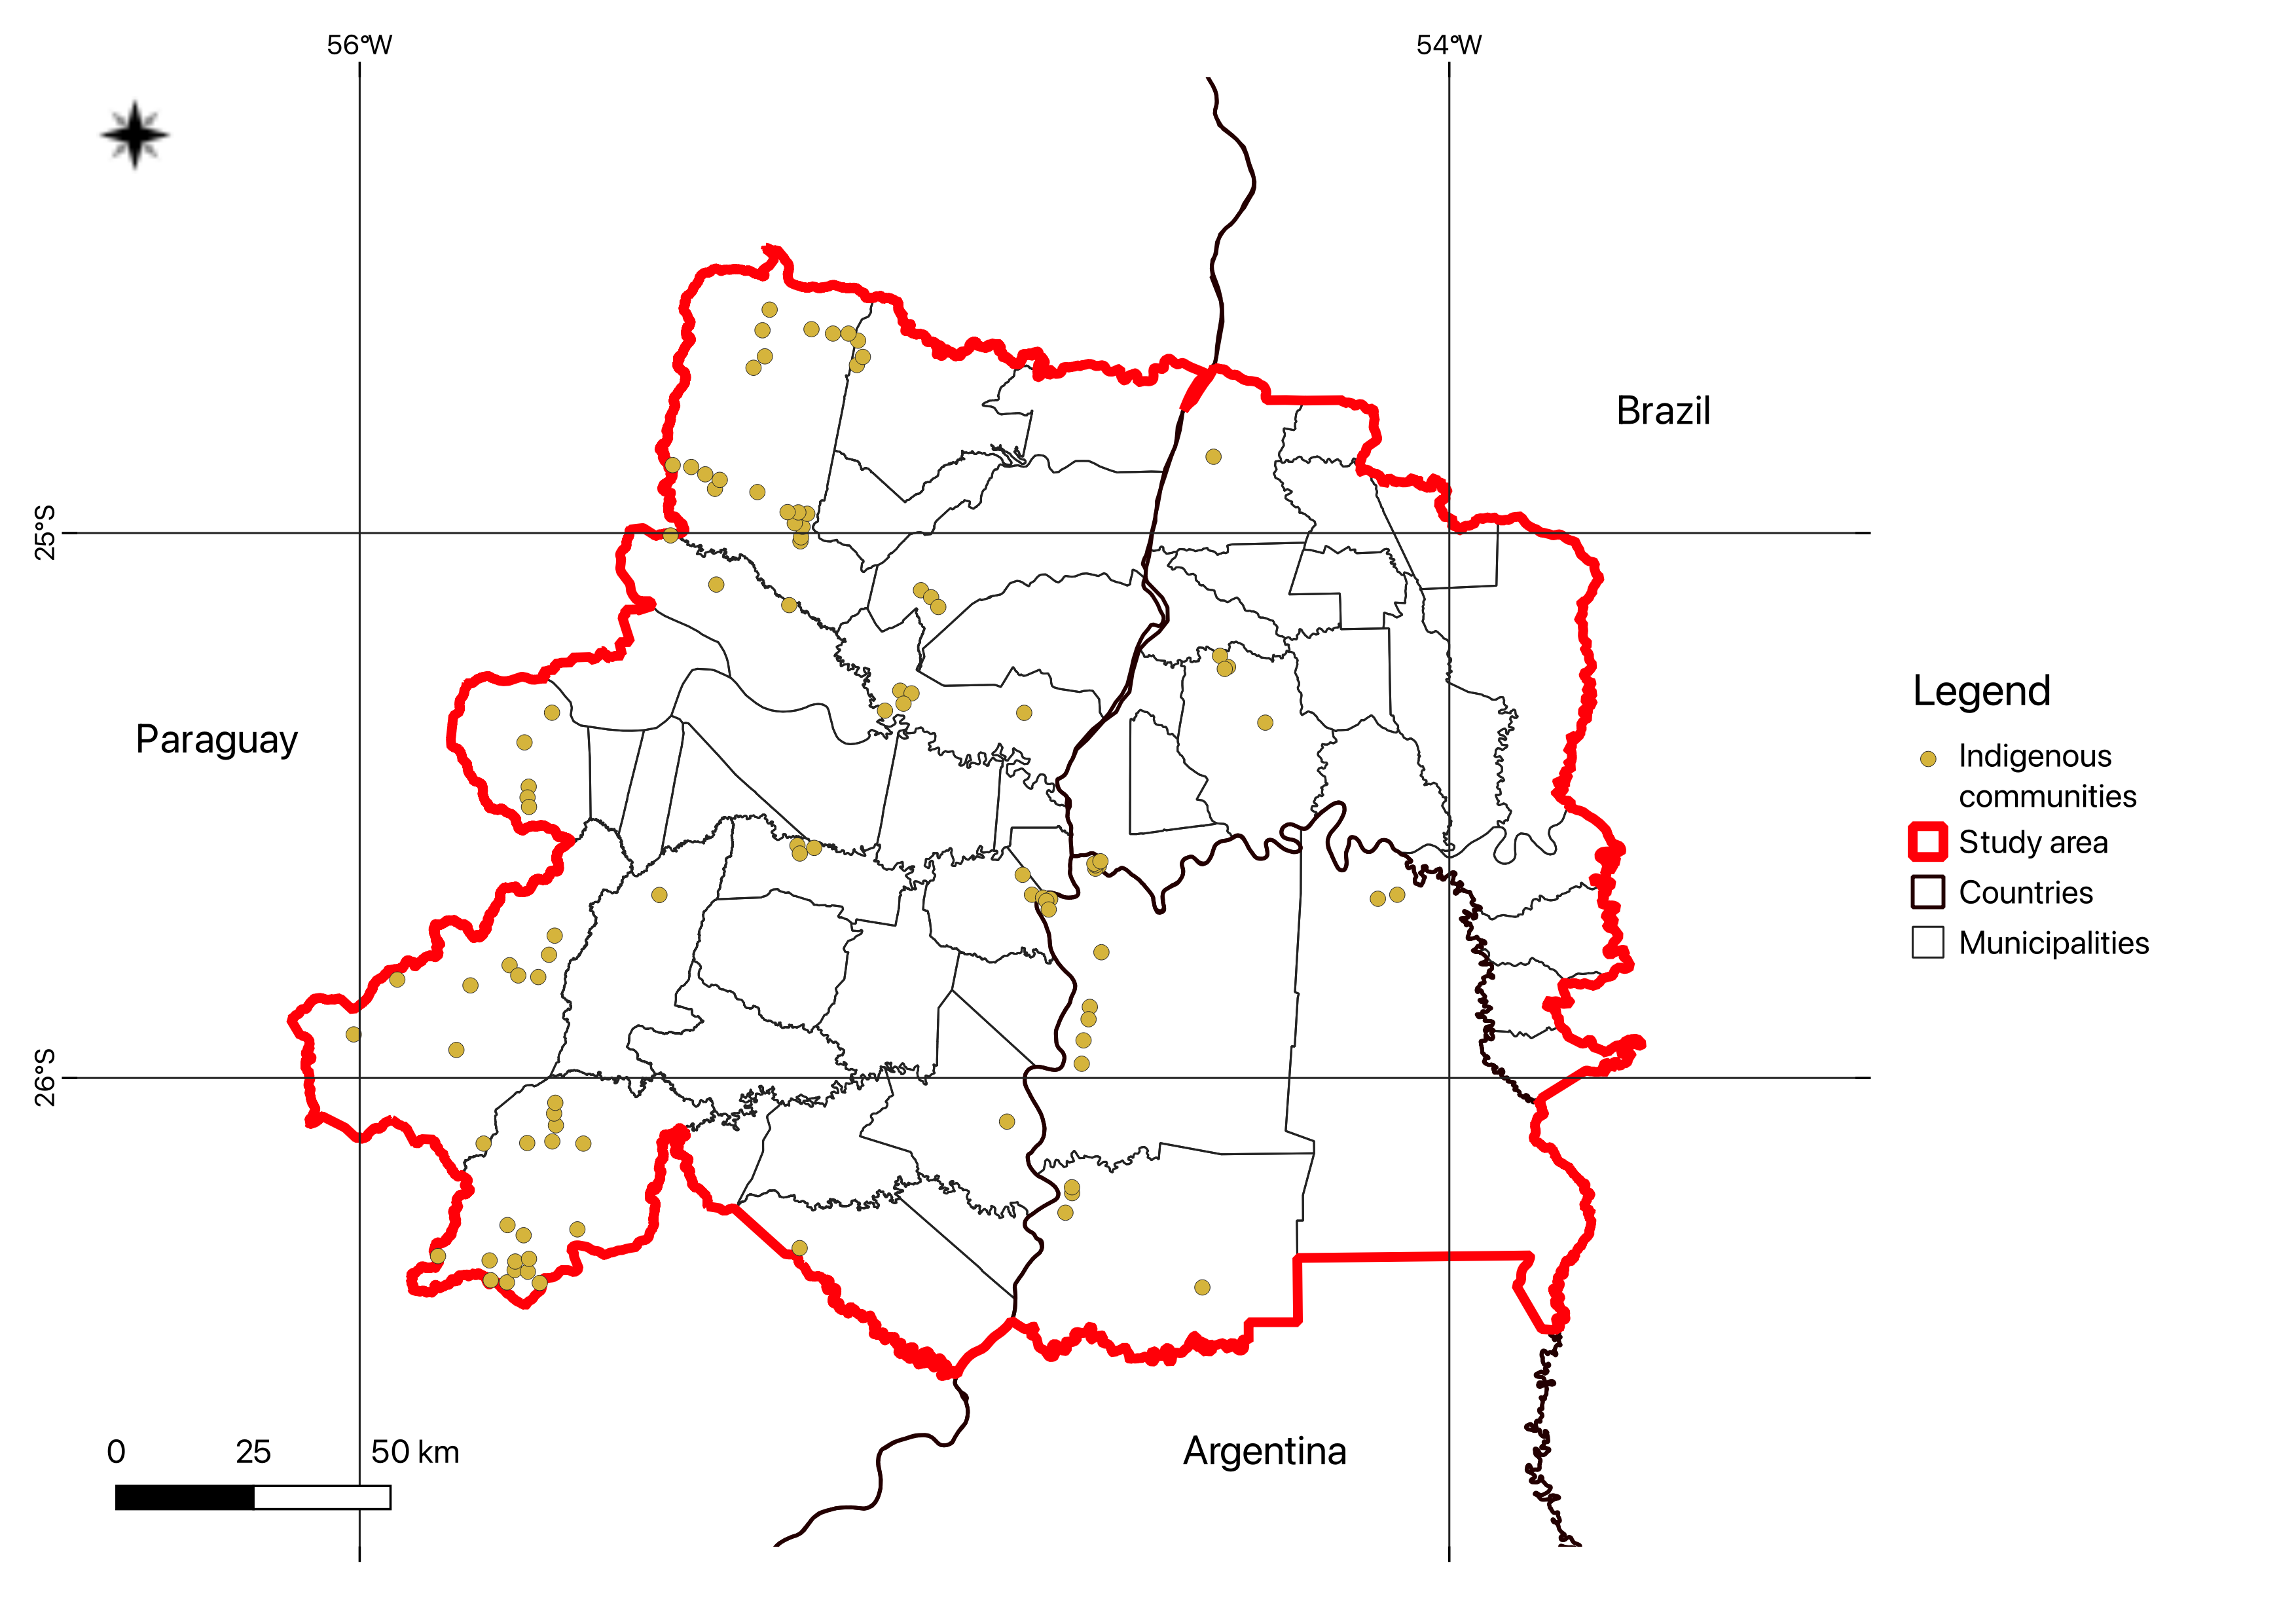 56°W
54°W
Brazil
25°S
Paraguay
Legend
Indigenous
communities
Study area
Countries
Municipalities
26°S
Argentina
0 25 50 km